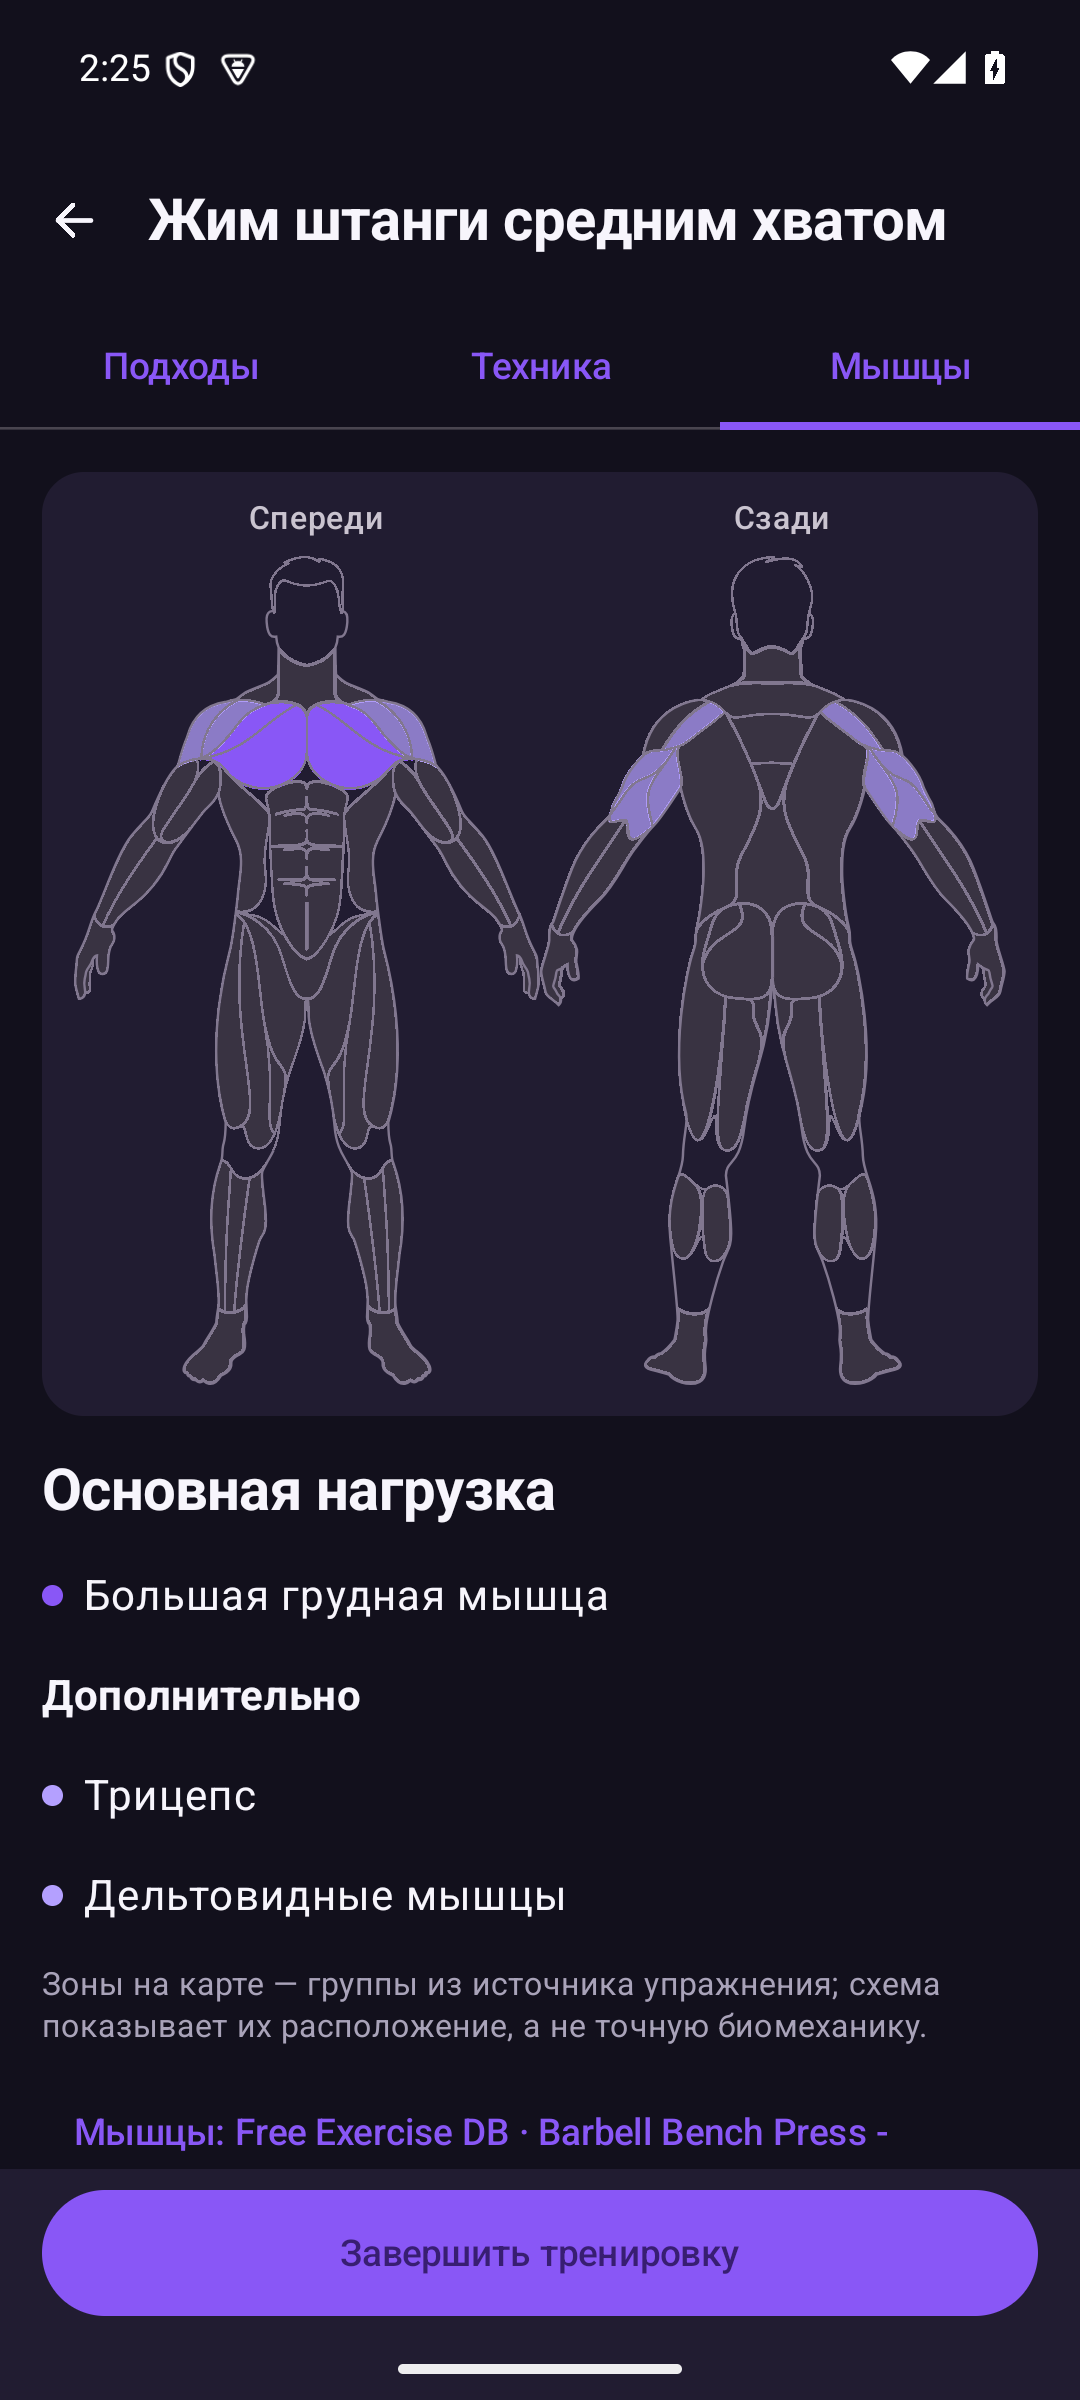 2:25
Жим штанги средним хватом
Подходы Техника Мышцы
Спереди Сзади
Основная нагрузка
Большая грудная мышца
Дополнительно
Трицепс
Дельтовидные мышцы
Зоны на карте — группы из источника упражнения; схема
показывает их расположение, а не точную биомеханику.
Мышцы: Free Exercise DB · Barbell Bench Press -
Завершить тренировку